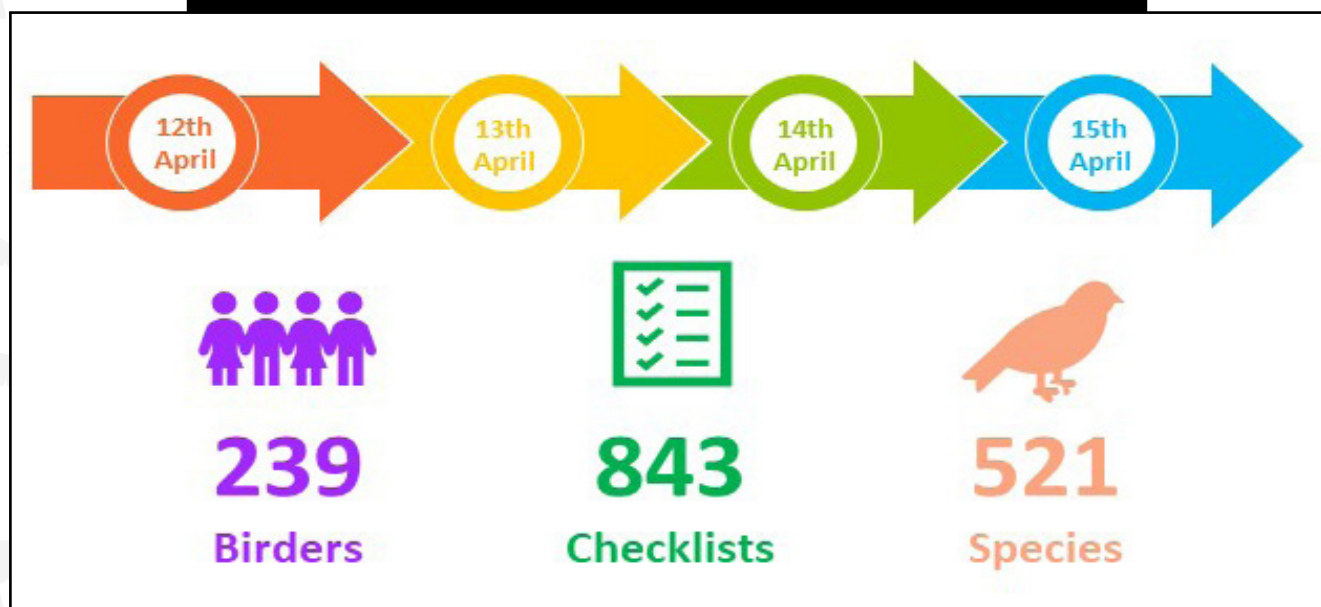 12th
April
13th
April
14th
April
15th
April
239
843
521
Birders
Checklists
Species